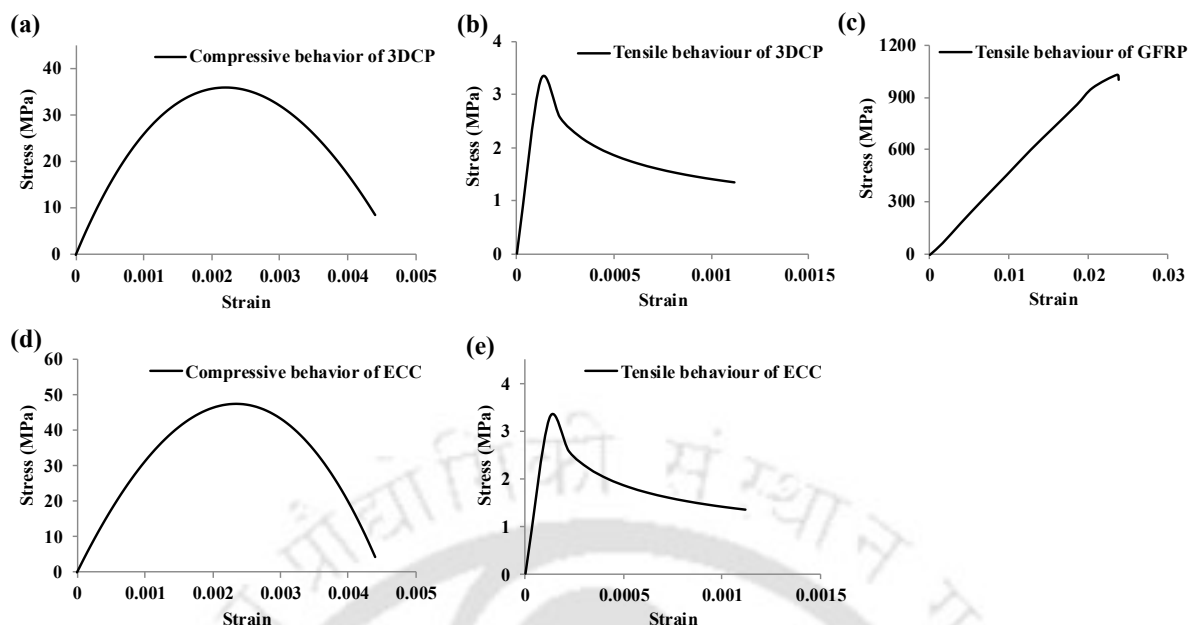 (a)
Compressive behavior of 3DCP
Stress (MPa)
40
30
20
10
0
0 0.001 0.002 0.003 0.004 0.005
Strain
(b)
Tensile behaviour of 3DCP
Stress (MPa)
4
3
2
1
0
0 0.0005 0.001 0.0015
Strain
(c)
Tensile behaviour of GFRP
Stress (MPa)
1200
900
600
300
0
0 0.01 0.02 0.03
Strain
(d)
Compressive behavior of ECC
Stress (MPa)
60
50
40
30
20
10
0
0 0.001 0.002 0.003 0.004 0.005
Strain
(e)
Tensile behaviour of ECC
Stress (MPa)
4
3
2
1
0
0 0.0005 0.001 0.0015
Strain
प्रौद्योगिकी संस्थान